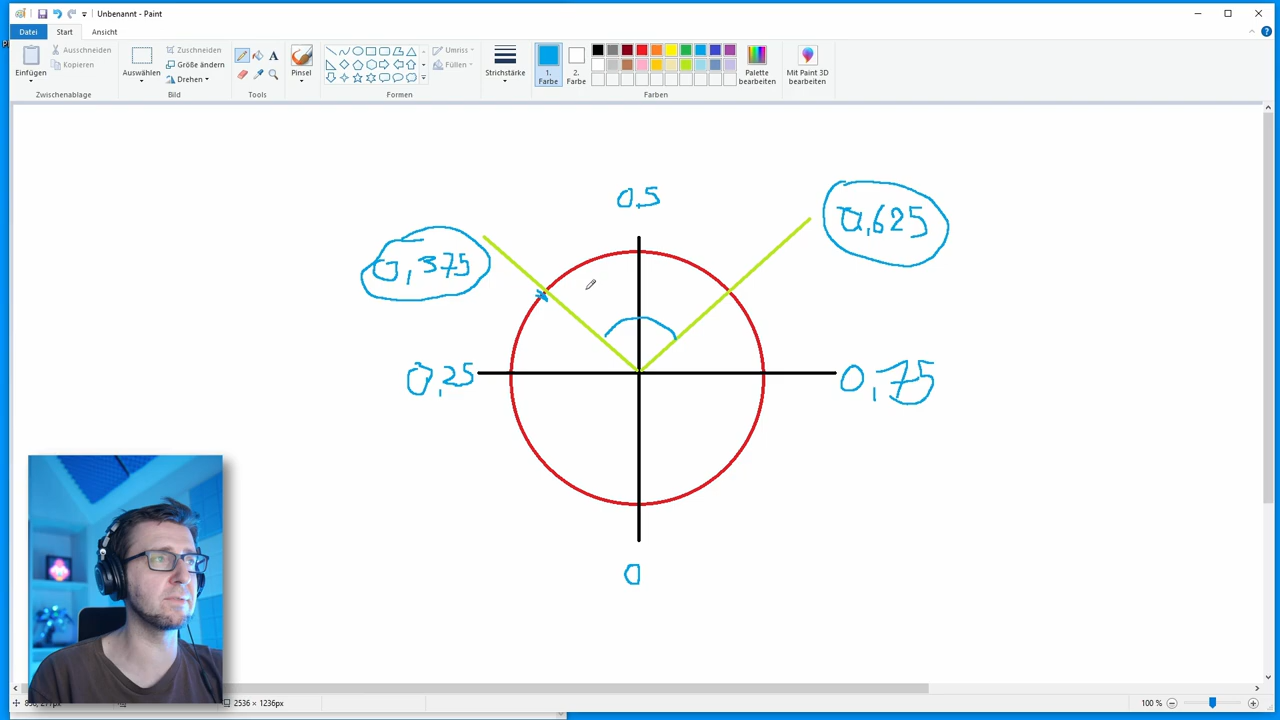 Unbenannt - Paint
Datei Start Ansicht
Einfügen
Ausschneiden
Kopieren
Zwischenablage
Auswählen
Zuschneiden
Größe ändern
Drehen
Bild
Tools
Pinsel
Umriss
Füllen
Formen
Strichstärke
1. Farbe
2. Farbe
Palette bearbeiten
Mit Paint 3D bearbeiten
Farben
0.5
0,625
0,375
0,25
0,75
0
2536 × 1236px
100 %